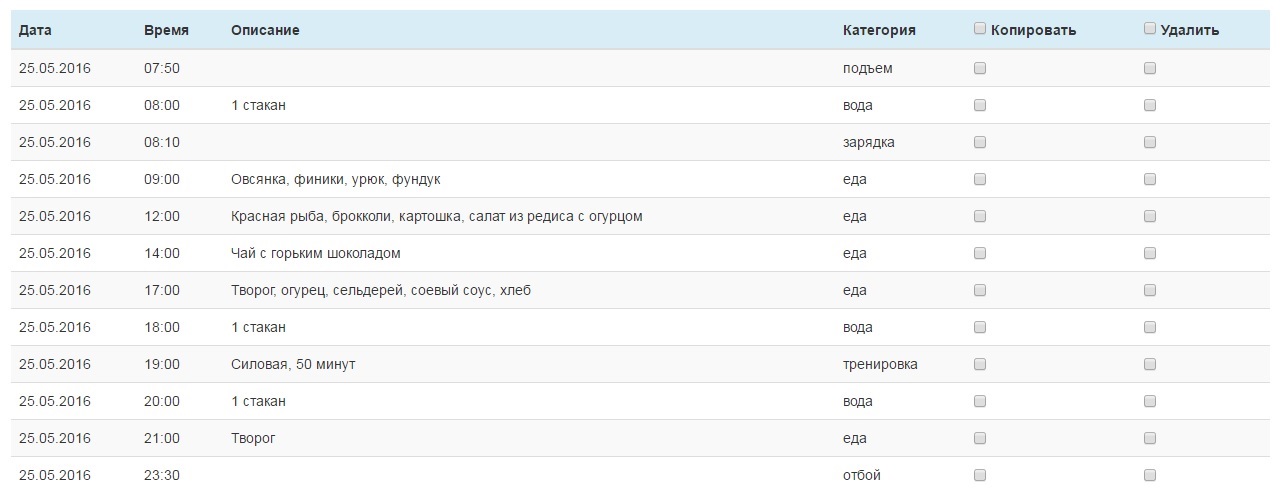 Дата Время Описание Категория Копировать Удалить
25.05.2016 07:50 подъем
25.05.2016 08:00 1 стакан вода
25.05.2016 08:10 зарядка
25.05.2016 09:00 Овсянка, финики, урюк, фундук еда
25.05.2016 12:00 Красная рыба, брокколи, картошка, салат из редиса с огурцом еда
25.05.2016 14:00 Чай с горьким шоколадом еда
25.05.2016 17:00 Творог, огурец, сельдерей, соевый соус, хлеб еда
25.05.2016 18:00 1 стакан вода
25.05.2016 19:00 Силовая, 50 минут тренировка
25.05.2016 20:00 1 стакан вода
25.05.2016 21:00 Творог еда
25.05.2016 23:30 отбой